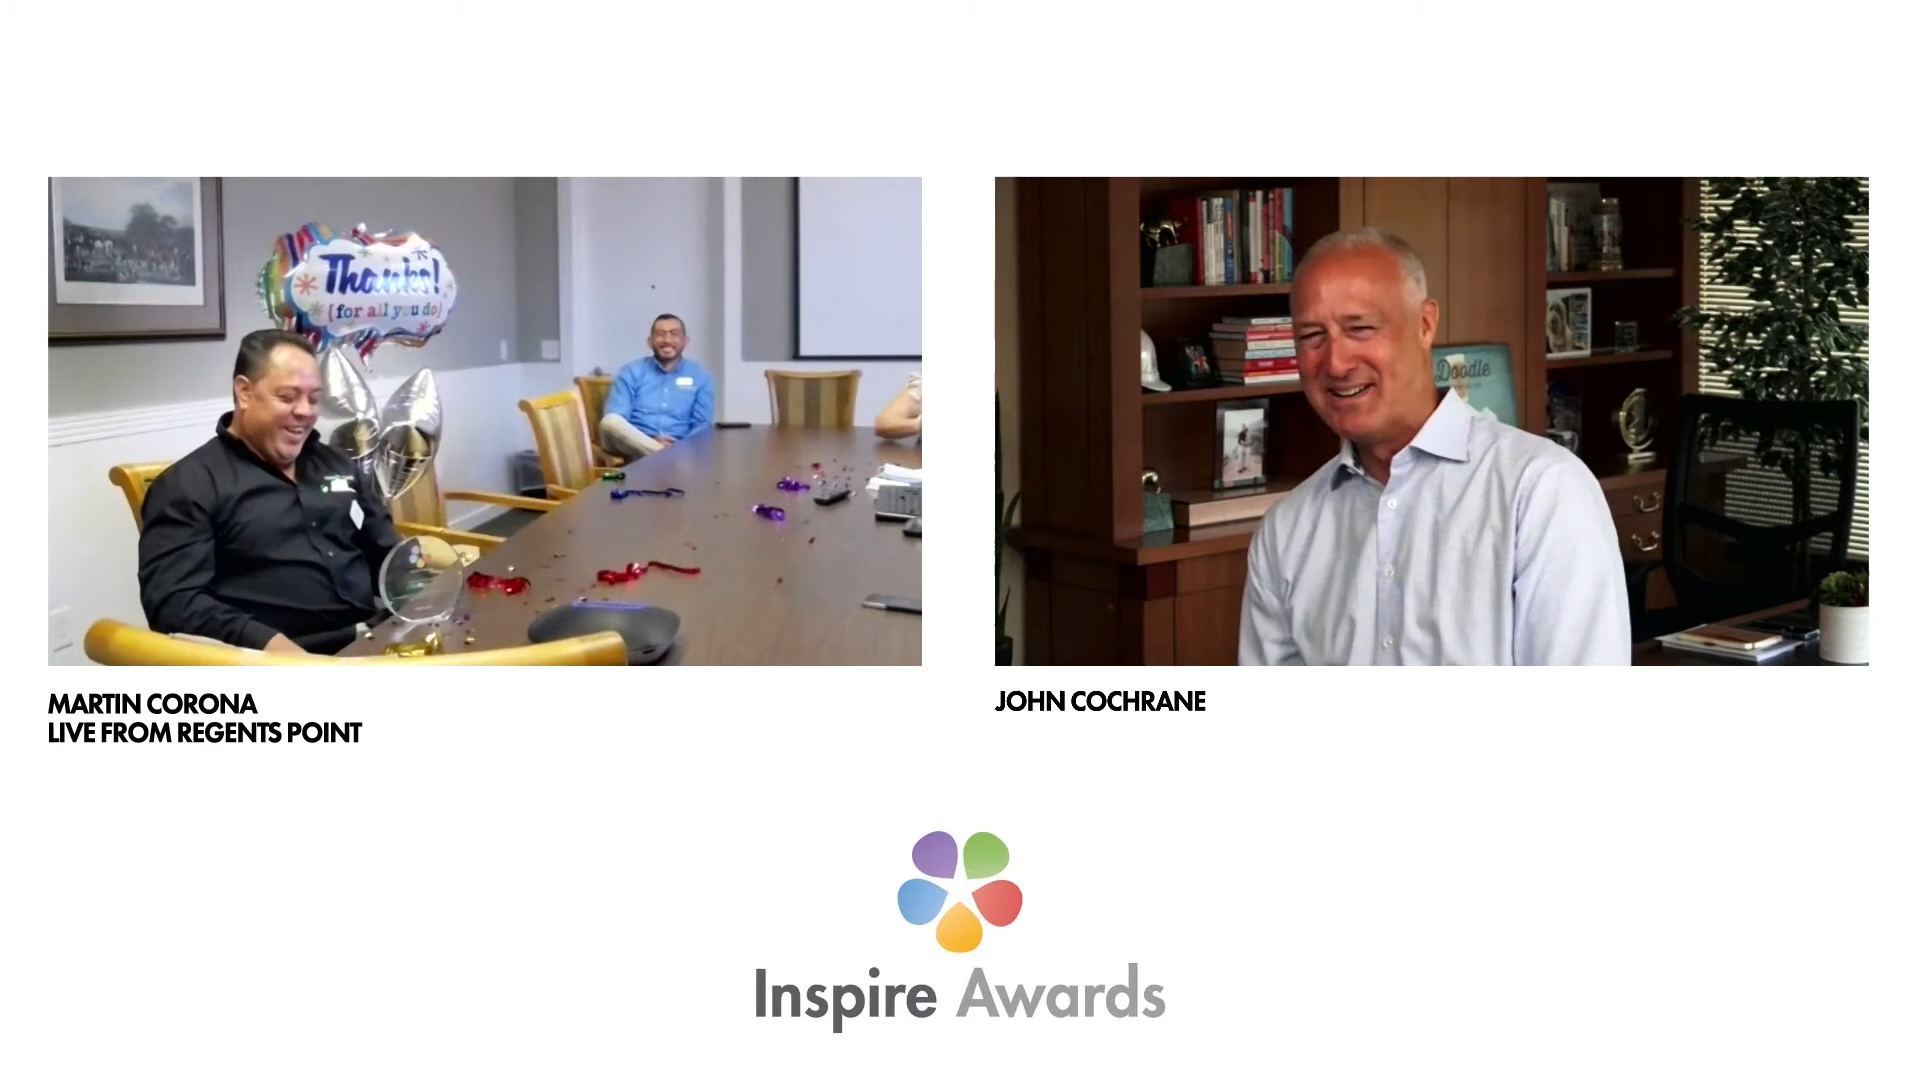 Thanks!
{for all you do}
Doodle
MARTIN CORONA
LIVE FROM REGENTS POINT
JOHN COCHRANE
Inspire Awards